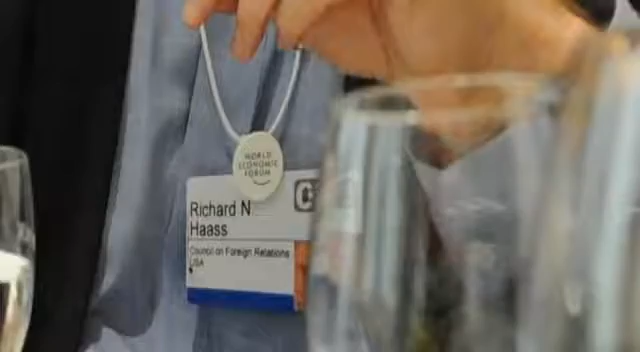 WORLD
ECONOMIC
FORUM
Richard N
Haass
Council on Foreign Relations
USA